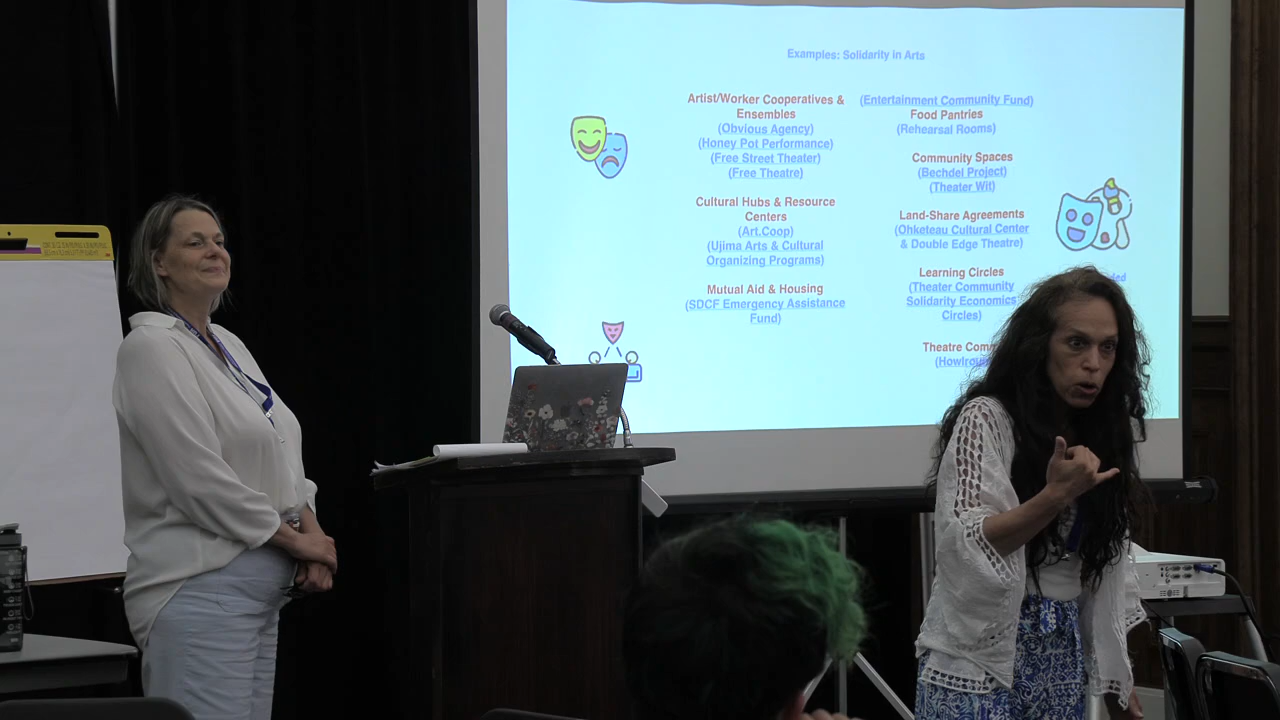 Examples: Solidarity in Arts
Artist/Worker Cooperatives &
Ensembles
(Obvious Agency)
(Honey Pot Performance)
(Free Street Theater)
(Free Theatre)
Cultural Hubs & Resource
Centers
(Art.Coop)
(Ujima Arts & Cultural
Organizing Programs)
Mutual Aid & Housing
(SDCF Emergency Assistance
Fund)
(Entertainment Community Fund)
Food Pantries
(Rehearsal Rooms)
Community Spaces
(Bechdel Project)
(Theater Wit)
Land-Share Agreements
(Ohketeau Cultural Center
& Double Edge Theatre)
Learning Circles
(Theater Community
Solidarity Economics
Circles)
Theatre